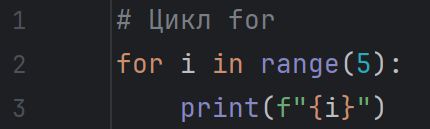 1 # Цикл for
2 for i in range(5):
3     print(f"{i}")